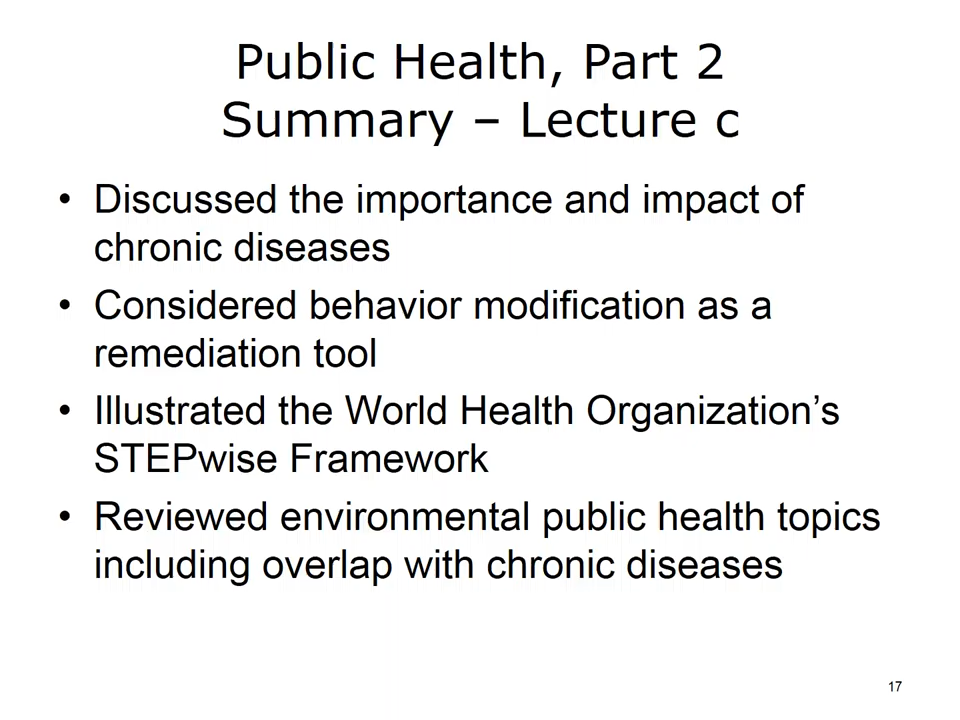 Public Health, Part 2
Summary – Lecture c
• Discussed the importance and impact of
chronic diseases
• Considered behavior modification as a
remediation tool
• Illustrated the World Health Organization’s
STEPwise Framework
• Reviewed environmental public health topics
including overlap with chronic diseases
17